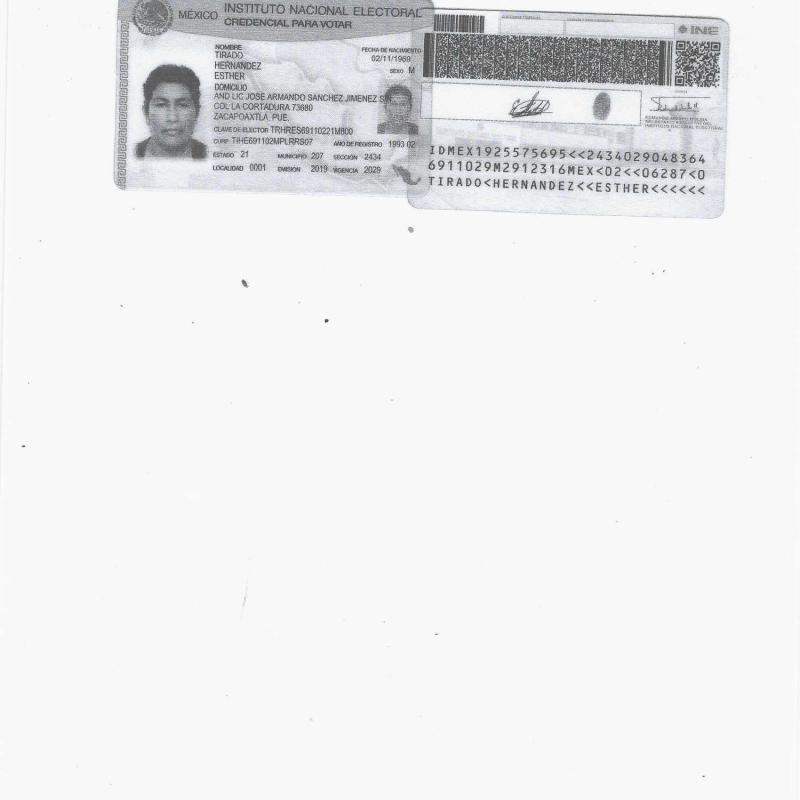 MÉXICO INSTITUTO NACIONAL ELECTORAL
CREDENCIAL PARA VOTAR
NOMBRE
TIRADO
HERNANDEZ
ESTHER
FECHA DE NACIMIENTO
02/11/1969
SEXO M
DOMICILIO
AND LIC JOSE ARMANDO SANCHEZ JIMENEZ S/N
COL LA CORTADURA 73680
ZACAPOAXTLA, PUE.
CLAVE DE ELECTOR TRHRES69110221M800
CURP TIHE691102MPLRRS07 AÑO DE REGISTRO 1993 02
ESTADO 21 MUNICIPIO 207 SECCIÓN 2434
LOCALIDAD 0001 EMISIÓN 2019 VIGENCIA 2029
INE
IDMEX1925575695<<2434029048364
6911029M2912316MEX<02<<06287<0
TIRADO<HERNANDEZ<<ESTHER<<<<<<